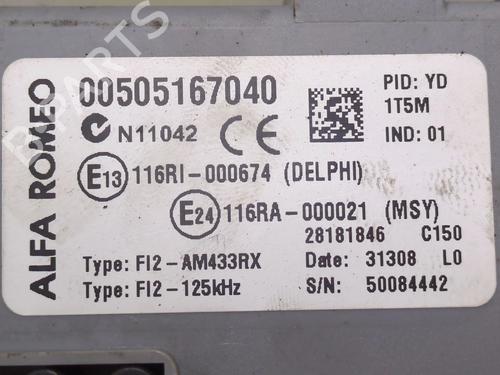 ALFA ROMEO
00505167040
PID: YD
1T5M
N11042 CE
IND: 01
E13 116RI-000674 (DELPHI)
E24 116RA-000021 (MSY)
28181846 C150
Type: FI2-AM433RX Date: 31308 L0
Type: FI2-125kHz S/N: 50084442
PARTS